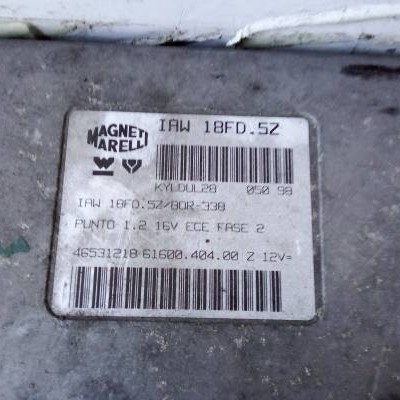 IAW 18FD.5Z
MAGNETI
MARELLI
KYLDUL28 050 98
IAW 18FD.5Z/BOR-338
PUNTO 1.2 16V ECE FASE 2
46531218 61600.404.00 Z 12V=